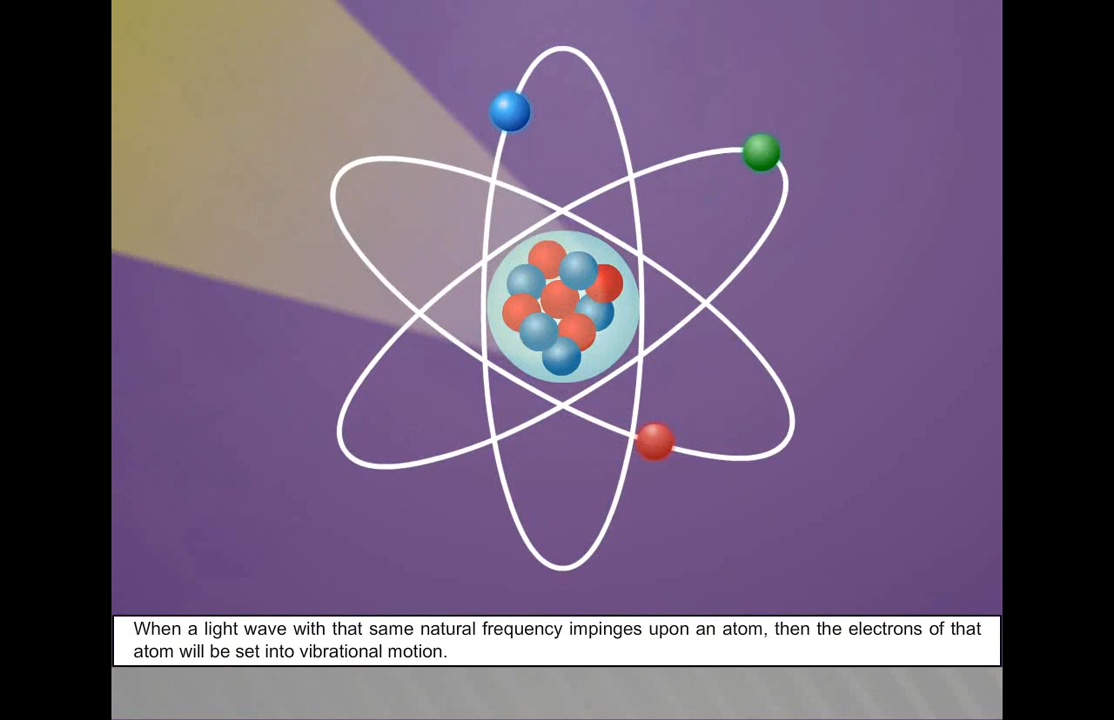 When a light wave with that same natural frequency impinges upon an atom, then the electrons of that
atom will be set into vibrational motion.